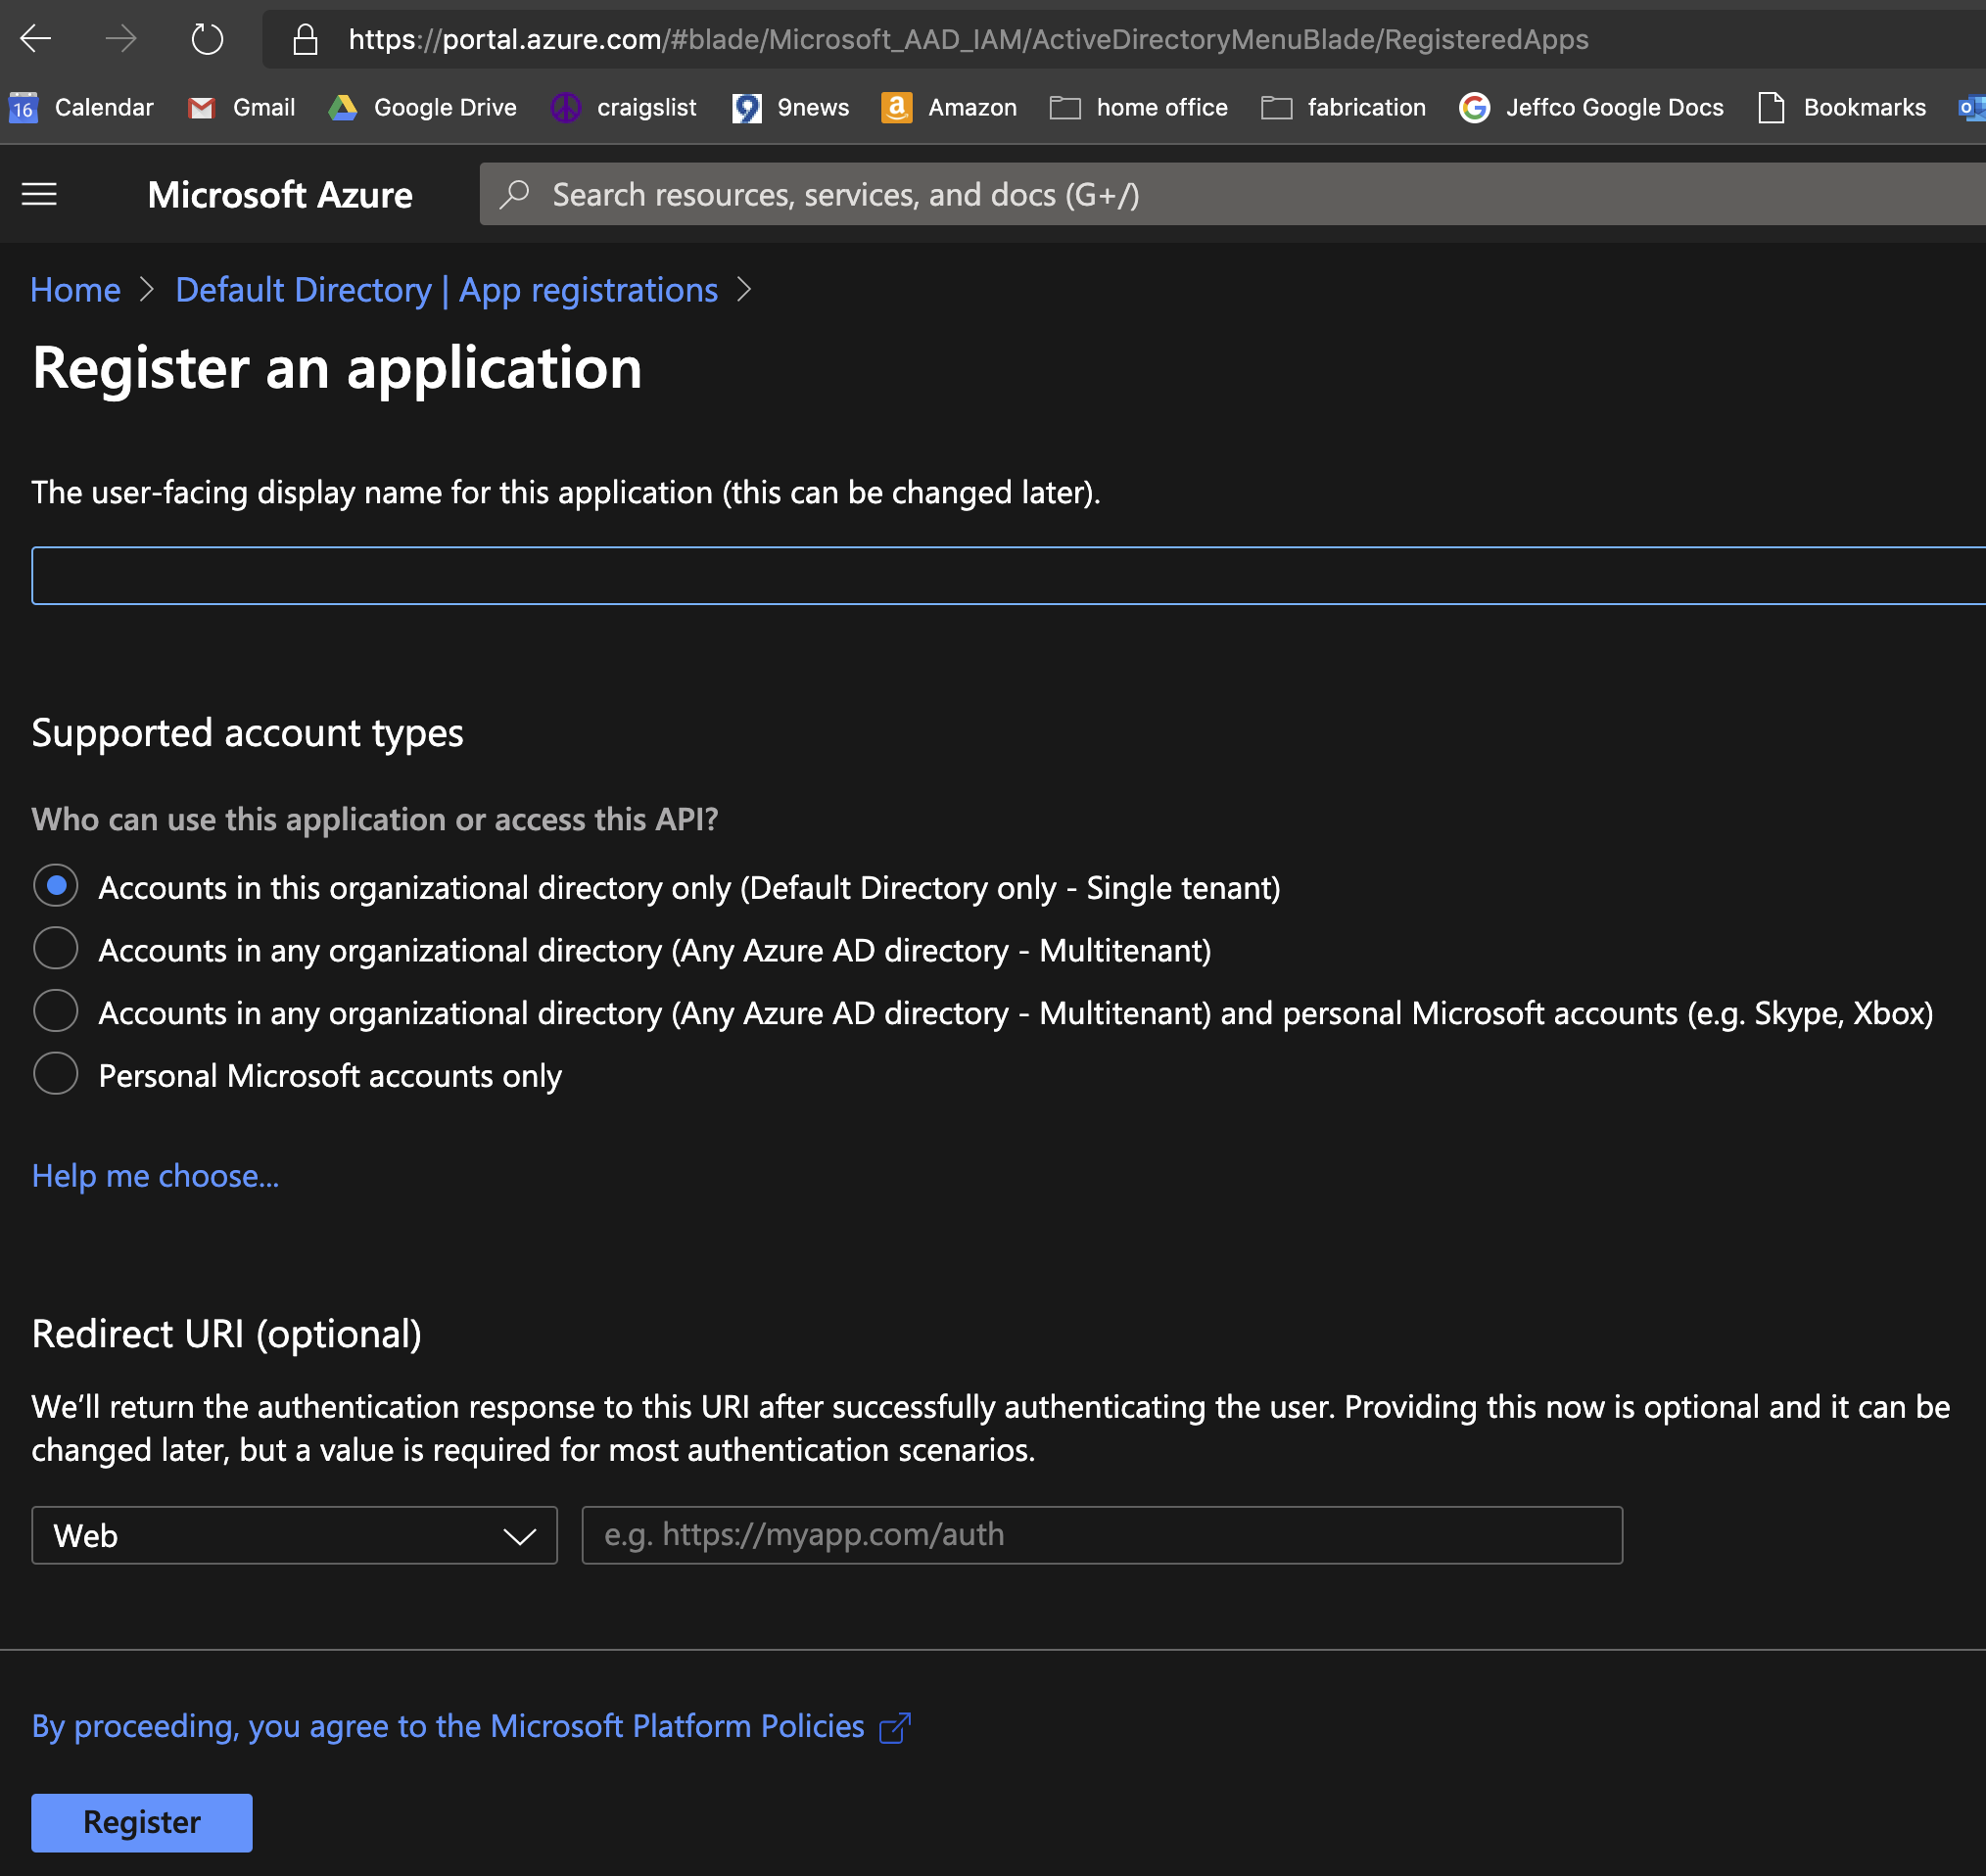 https://portal.azure.com/#blade/Microsoft_AAD_IAM/ActiveDirectoryMenuBlade/RegisteredApps
16 Calendar Gmail Google Drive craigslist 9 9news a Amazon home office fabrication G Jeffco Google Docs Bookmarks o
Microsoft Azure Search resources, services, and docs (G+/)
Home > Default Directory | App registrations >
Register an application
The user-facing display name for this application (this can be changed later).
Supported account types
Who can use this application or access this API?
Accounts in this organizational directory only (Default Directory only - Single tenant)
Accounts in any organizational directory (Any Azure AD directory - Multitenant)
Accounts in any organizational directory (Any Azure AD directory - Multitenant) and personal Microsoft accounts (e.g. Skype, Xbox)
Personal Microsoft accounts only
Help me choose...
Redirect URI (optional)
We’ll return the authentication response to this URI after successfully authenticating the user. Providing this now is optional and it can be
changed later, but a value is required for most authentication scenarios.
Web e.g. https://myapp.com/auth
By proceeding, you agree to the Microsoft Platform Policies
Register